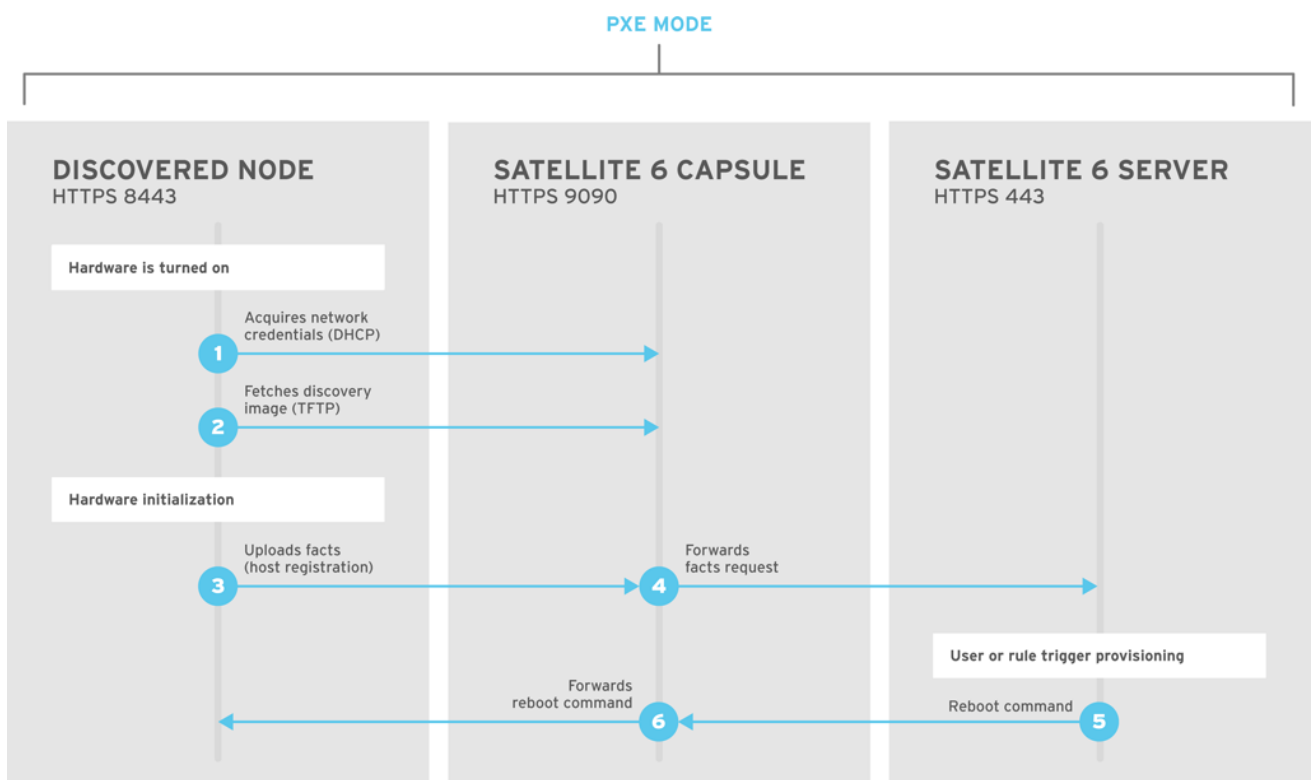 PXE MODE
DISCOVERED NODE
HTTPS 8443
SATELLITE 6 CAPSULE
HTTPS 9090
SATELLITE 6 SERVER
HTTPS 443
Hardware is turned on
Acquires network
credentials (DHCP)
1
Fetches discovery
image (TFTP)
2
Hardware initialization
Uploads facts
(host registration)
3
Forwards
facts request
4
User or rule trigger provisioning
Reboot command
5
Forwards
reboot command
6